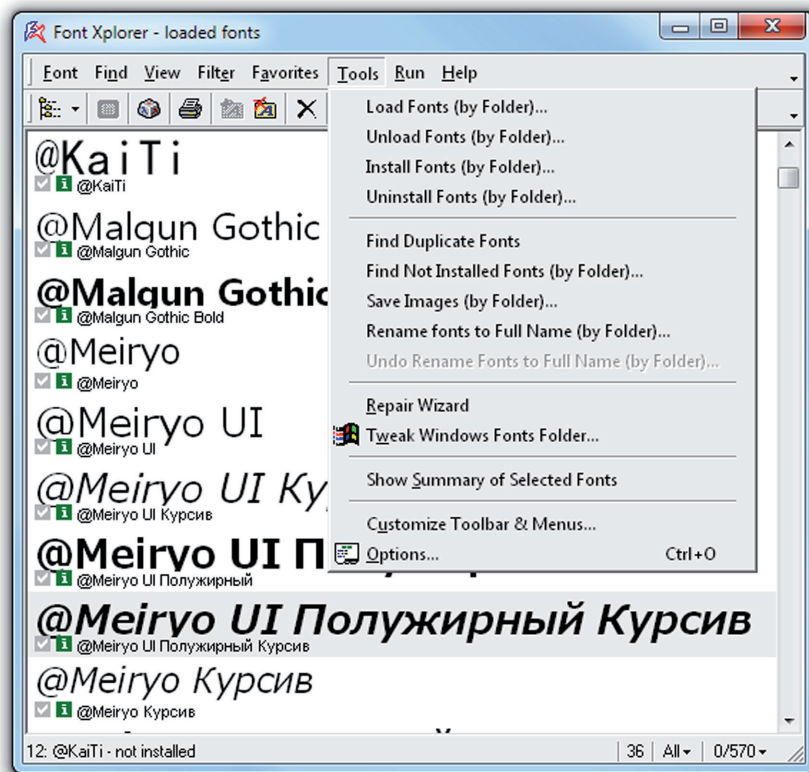 Font Xplorer - loaded fonts
Font Find View Filter Favorites Tools Run Help
Load Fonts (by Folder)...
Unload Fonts (by Folder)...
Install Fonts (by Folder)...
Uninstall Fonts (by Folder)...
Find Duplicate Fonts
Find Not Installed Fonts (by Folder)...
Save Images (by Folder)...
Rename fonts to Full Name (by Folder)...
Undo Rename Fonts to Full Name (by Folder)...
Repair Wizard
Tweak Windows Fonts Folder...
Show Summary of Selected Fonts
Customize Toolbar & Menus...
Options... Ctrl+O
@KaiTi
@KaiTi
@Malgun Gothic
@Malgun Gothic
@Malgun Gothic
@Malgun Gothic Bold
@Meiryo
@Meiryo
@Meiryo UI
@Meiryo UI
@Meiryo UI Ку
@Meiryo UI Курсив
@Meiryo UI П
@Meiryo UI Полужирный
@Meiryo UI Полужирный Курсив
@Meiryo UI Полужирный Курсив
@Meiryo Курсив
@Meiryo Курсив
12: @KaiTi - not installed 36 All 0/570